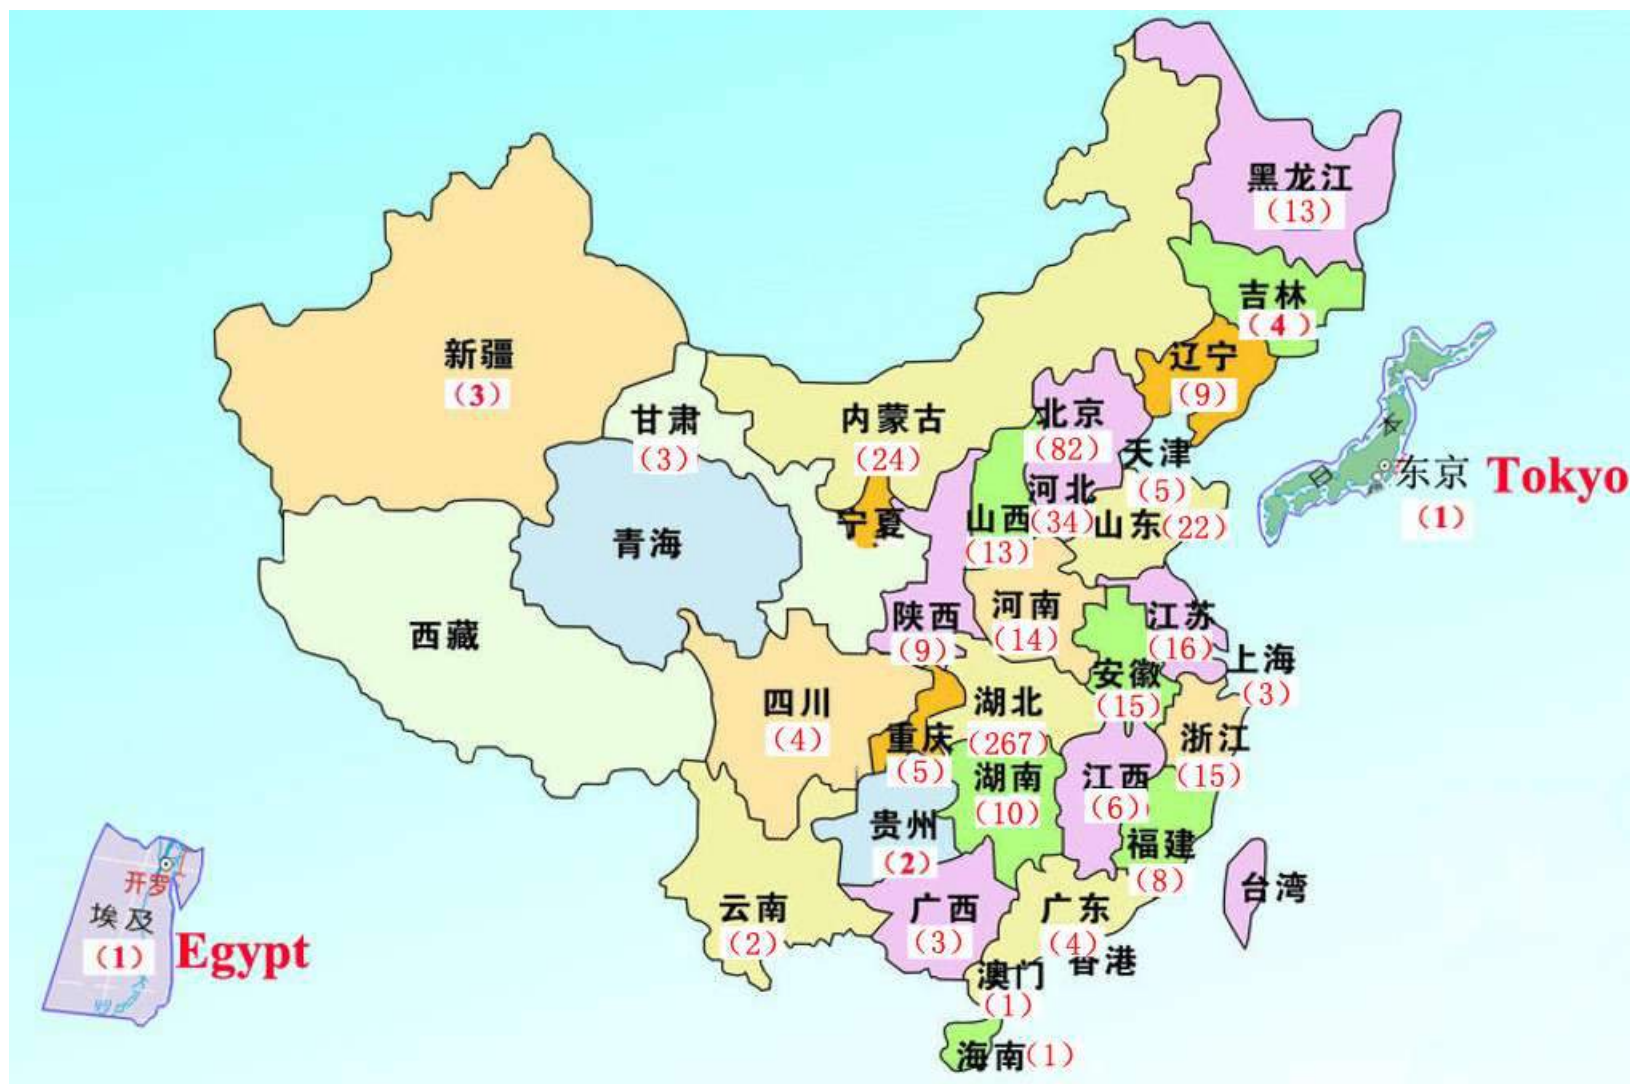 黑龙江
(13)
吉林
(4)
辽宁
(9)
新疆
(3)
甘肃
(3)
内蒙古
(24)
北京
(82)
天津
(5)
河北
(34)
山西
(13)
山东(22)
宁夏
青海
西藏
陕西
(9)
河南
(14)
江苏
(16)
上海
(3)
安徽
(15)
四川
(4)
重庆
(5)
湖北
(267)
浙江
(15)
湖南
(10)
江西
(6)
贵州
(2)
福建
(8)
云南
(2)
广西
(3)
广东
(4)
香港
澳门
(1)
海南(1)
台湾
日
本
东京 Tokyo
(1)
开罗
埃及
(1)
Egypt